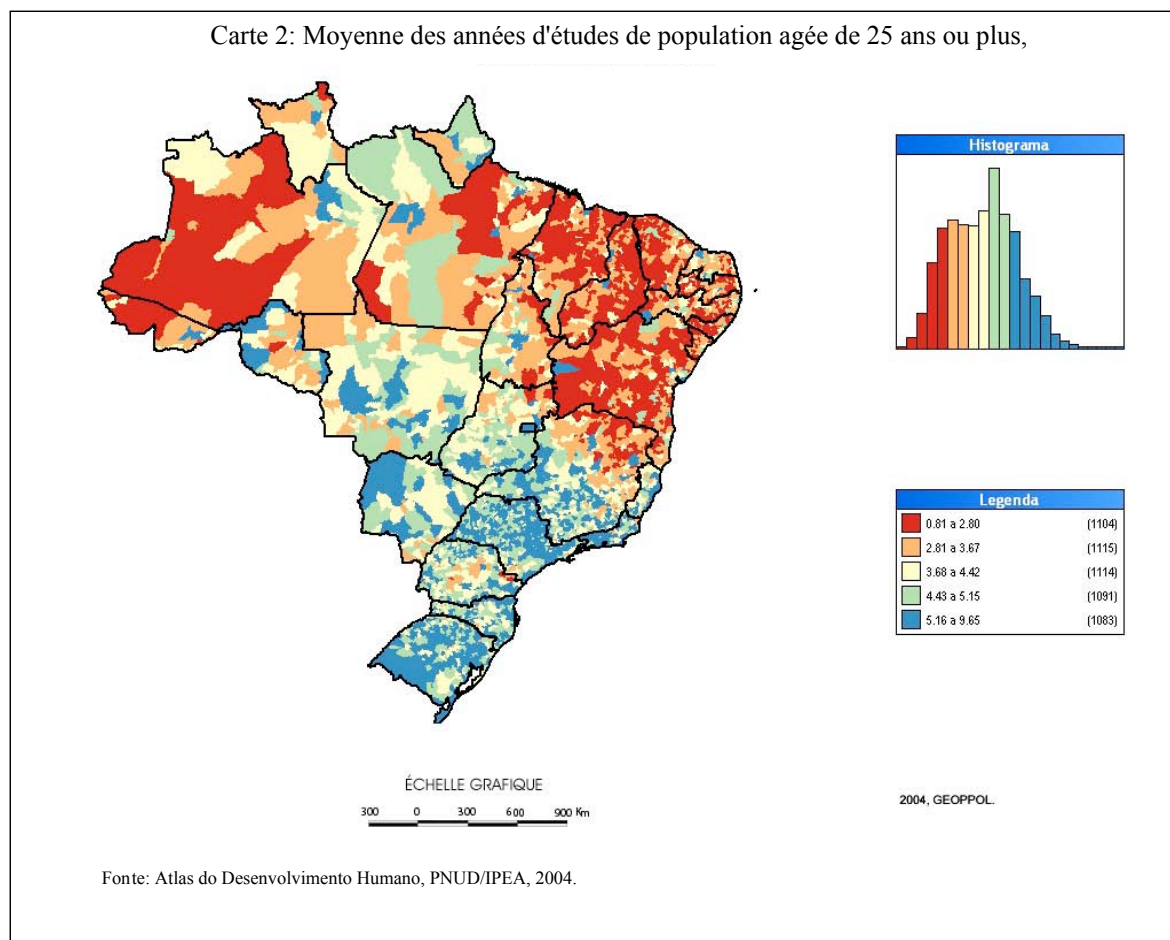 Carte 2: Moyenne des années d'études de population agée de 25 ans ou plus,
Histograma
Legenda
0.81 a 2.80 (1104)
2.81 a 3.67 (1115)
3.68 a 4.42 (1114)
4.43 a 5.15 (1091)
5.16 a 9.65 (1083)
ÉCHELLE GRAFIQUE
300 0 300 600 900 Km
2004, GEOPPOL.
Fonte: Atlas do Desenvolvimento Humano, PNUD/IPEA, 2004.